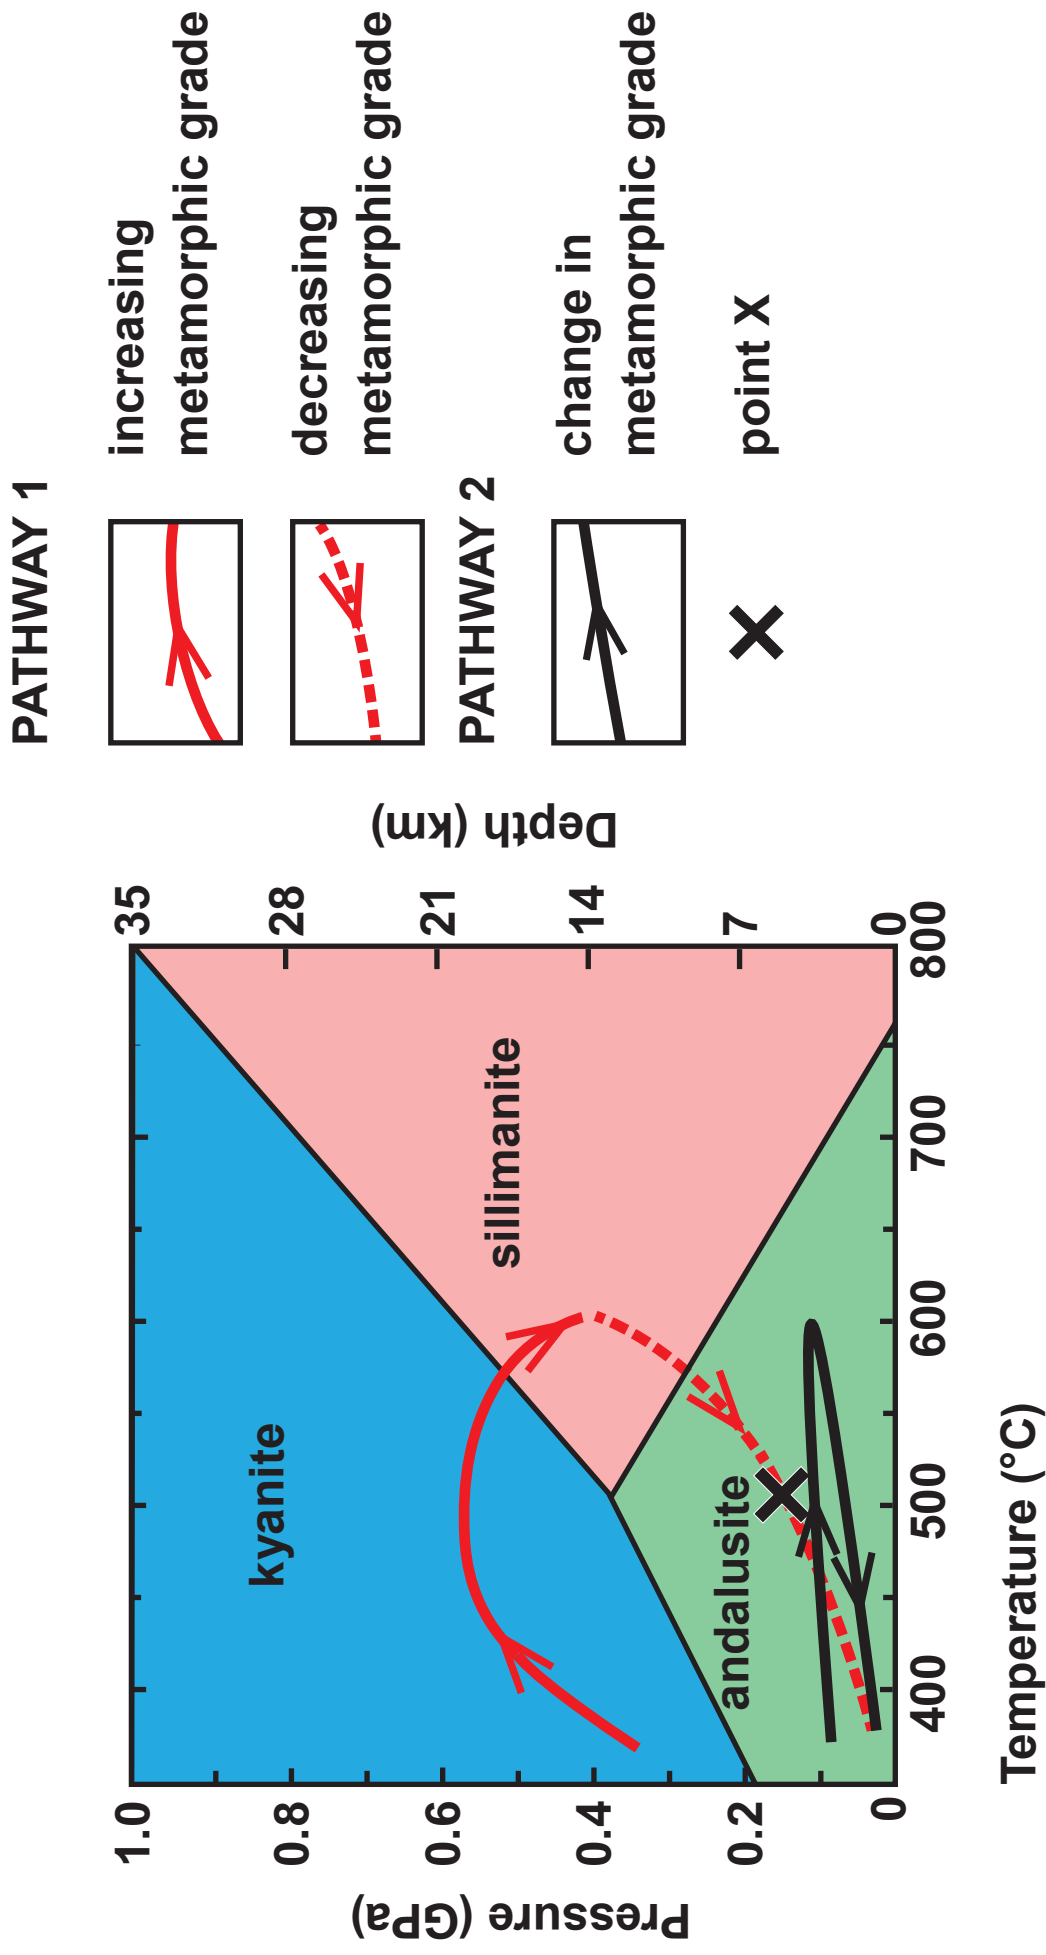 PATHWAY 1
increasing
metamorphic grade
decreasing
metamorphic grade
PATHWAY 2
change in
metamorphic grade
point X
Pressure (GPa)
1.0
0.8
0.6
0.4
0.2
0
kyanite
sillimanite
andalusite
35
28
21
14
7
0
Depth (km)
400 500 600 700 800
Temperature (°C)